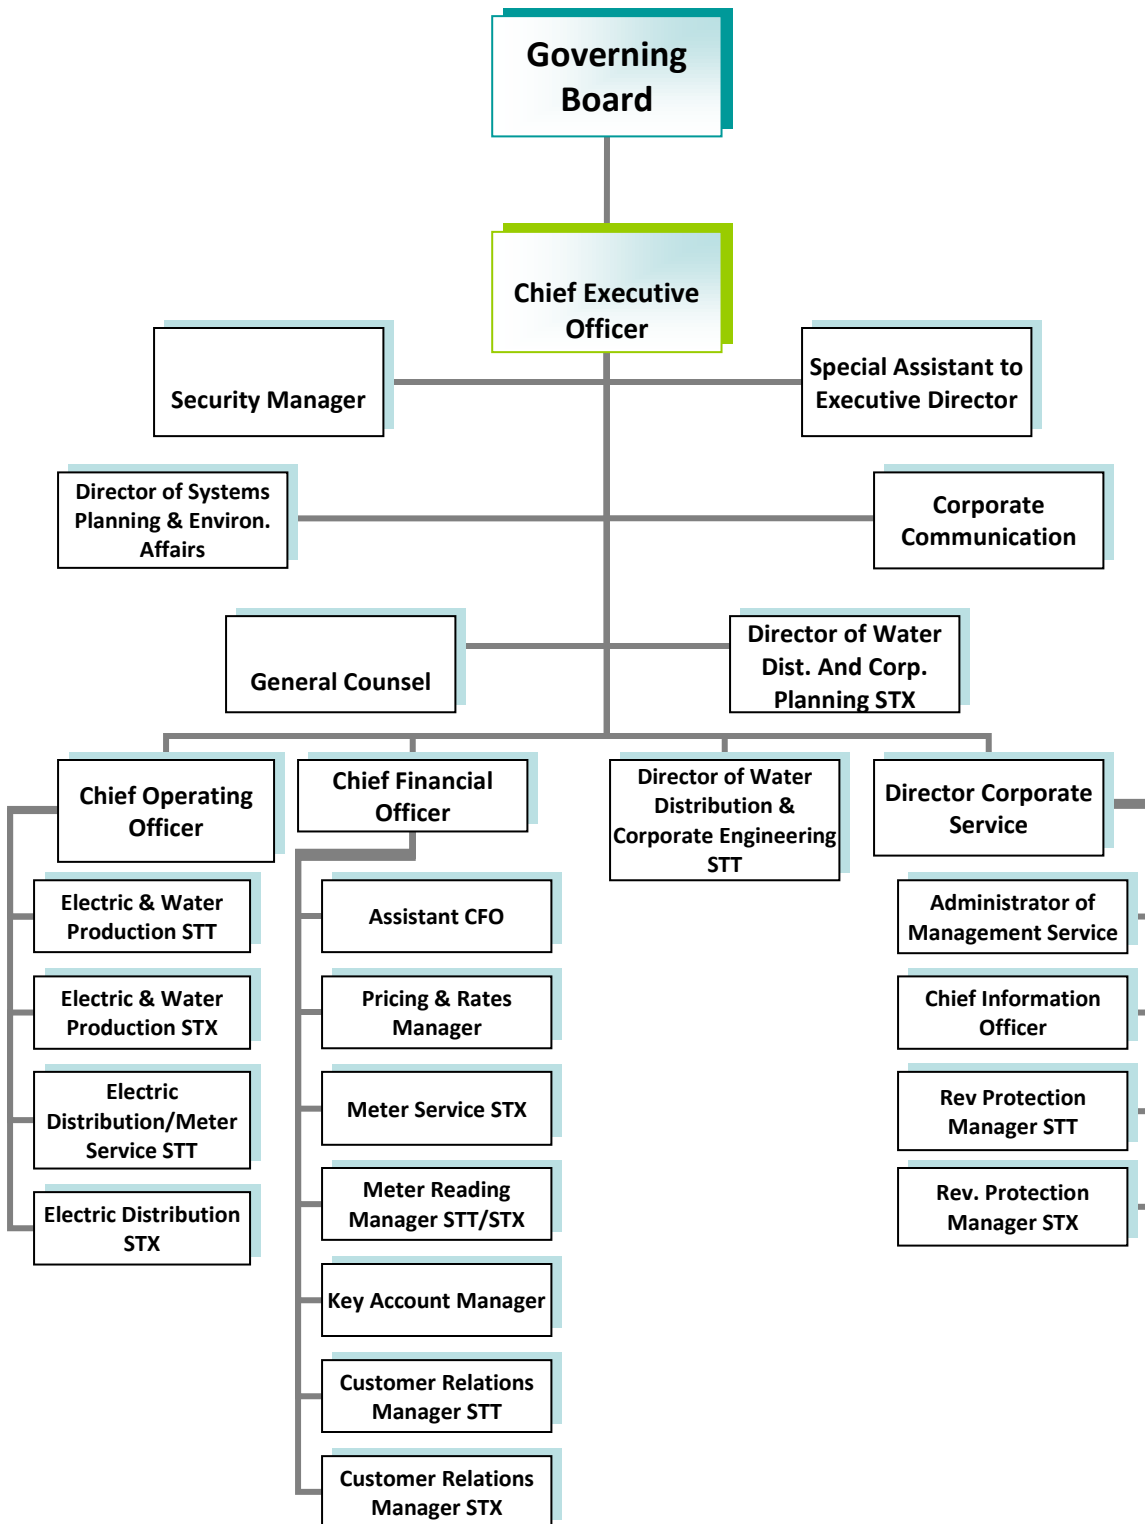 Governing
Board
Chief Executive
Officer
Security Manager
Special Assistant to
Executive Director
Director of Systems
Planning & Environ.
Affairs
Corporate
Communication
General Counsel
Director of Water
Dist. And Corp.
Planning STX
Chief Operating
Officer
Chief Financial
Officer
Director of Water
Distribution &
Corporate Engineering
STT
Director Corporate
Service
Electric & Water
Production STT
Electric & Water
Production STX
Electric
Distribution/Meter
Service STT
Electric Distribution
STX
Assistant CFO
Pricing & Rates
Manager
Meter Service STX
Meter Reading
Manager STT/STX
Key Account Manager
Customer Relations
Manager STT
Customer Relations
Manager STX
Administrator of
Management Service
Chief Information
Officer
Rev Protection
Manager STT
Rev. Protection
Manager STX